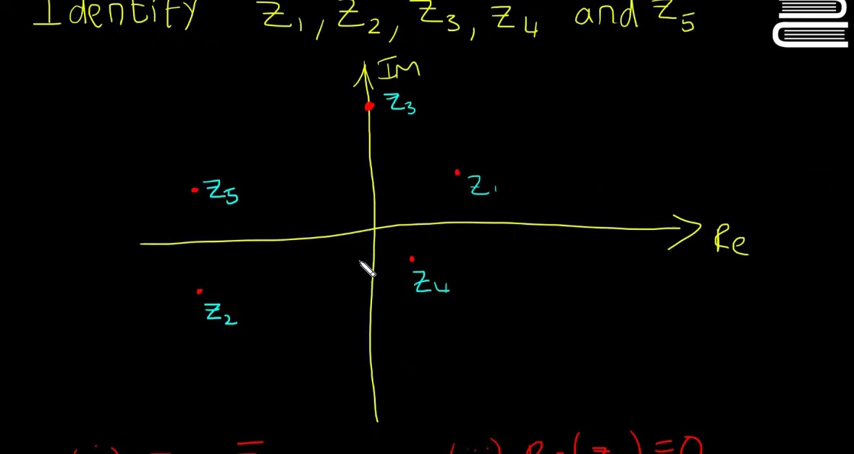 Identify Z1, Z2, Z3, Z4 and Z5
IM
Z3
Z5
Z1
Re
Z4
Z2